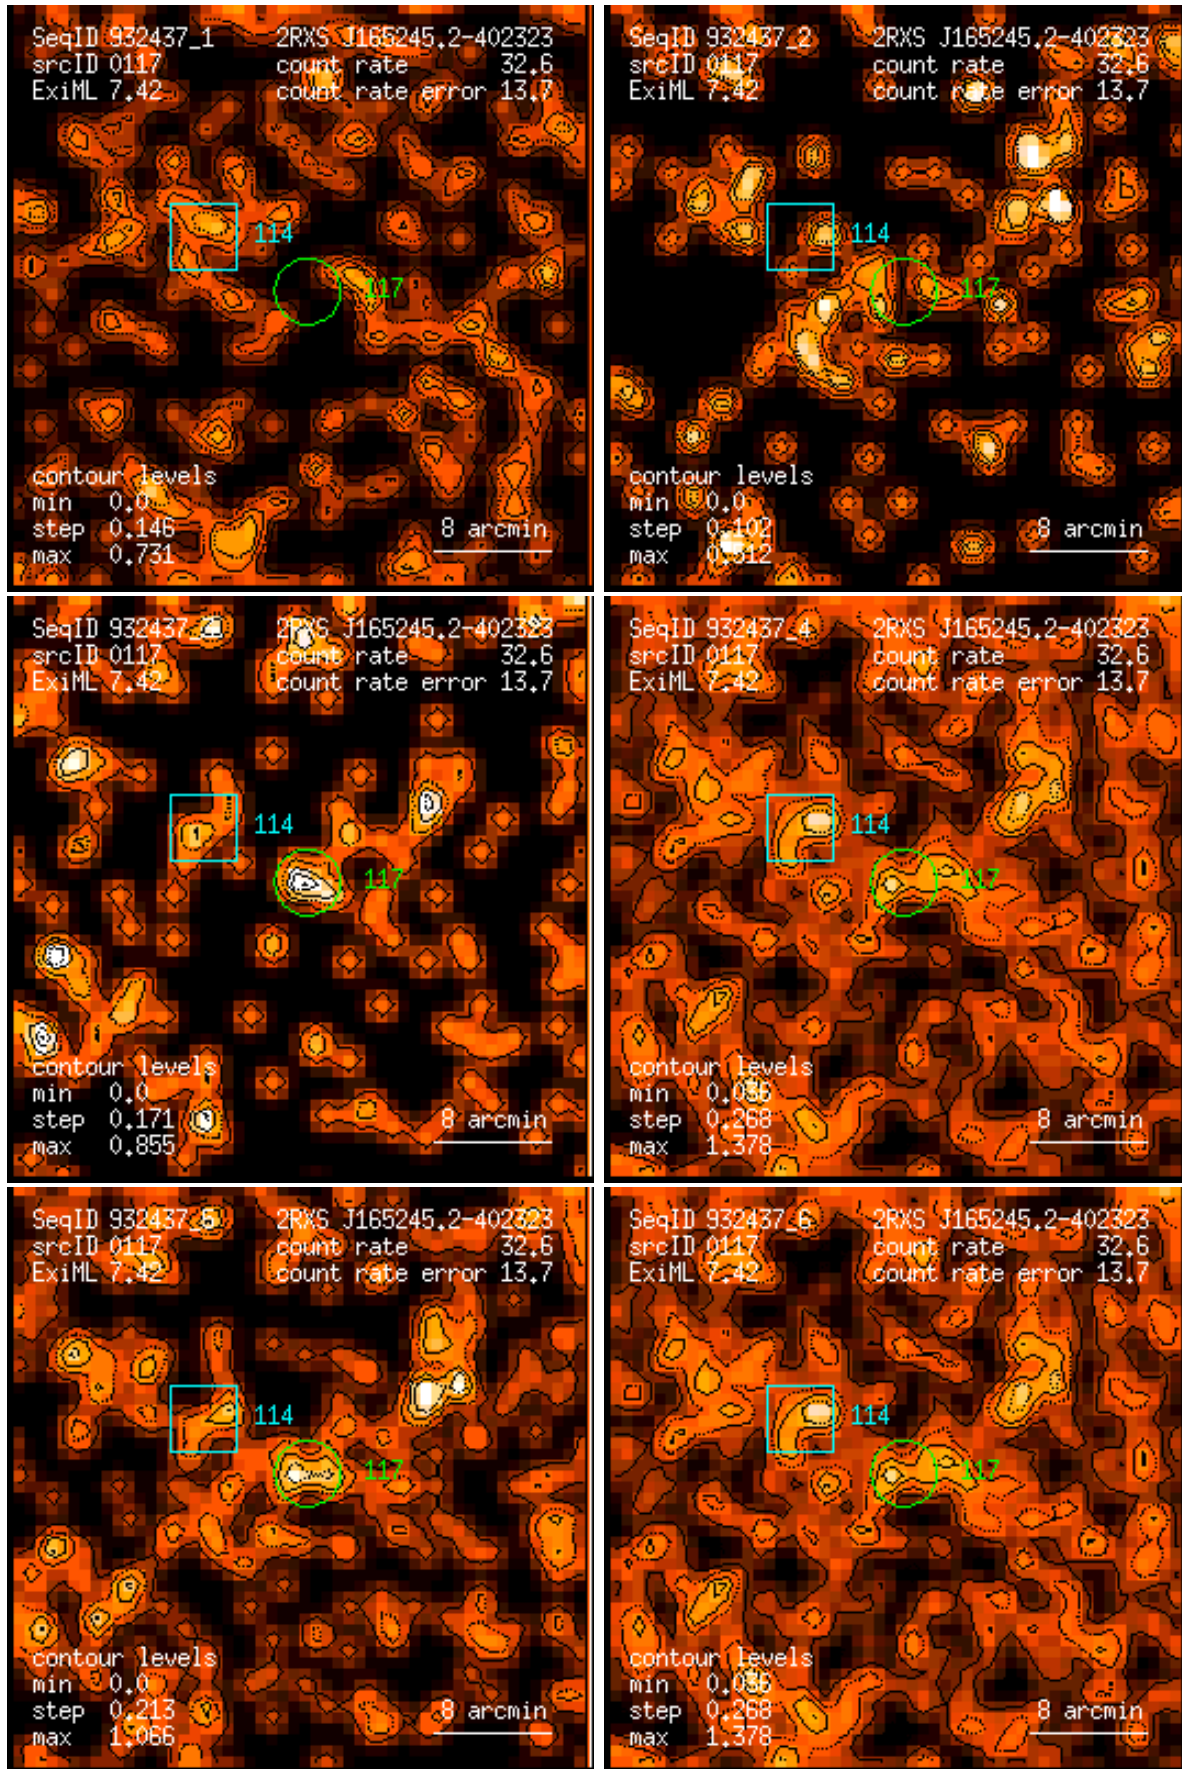 SeqID 932437_1 2RXS J165245.2-402323
srcID 0117 count rate 32.6
ExiML 7.42 count rate error 13.7
114
117
contour levels
min 0.0
step 0.146
max 0.731
8 arcmin
SeqID 932437_2 2RXS J165245.2-402323
srcID 0117 count rate 32.6
ExiML 7.42 count rate error 13.7
114
117
contour levels
min 0.0
step 0.102
max 0.512
8 arcmin
SeqID 932437 2RXS J165245.2-402323
srcID 0117 count rate 32.6
ExiML 7.42 count rate error 13.7
114
117
contour levels
min 0.0
step 0.171
max 0.855
8 arcmin
SeqID 932437_4 2RXS J165245.2-402323
srcID 0117 count rate 32.6
ExiML 7.42 count rate error 13.7
114
117
contour levels
min 0.036
step 0.268
max 1.378
8 arcmin
SeqID 932437_5 2RXS J165245.2-402323
srcID 0117 count rate 32.6
ExiML 7.42 count rate error 13.7
114
117
contour levels
min 0.0
step 0.213
max 1.066
8 arcmin
SeqID 932437_6 2RXS J165245.2-402323
srcID 0117 count rate 32.6
ExiML 7.42 count rate error 13.7
114
117
contour levels
min 0.036
step 0.268
max 1.378
8 arcmin